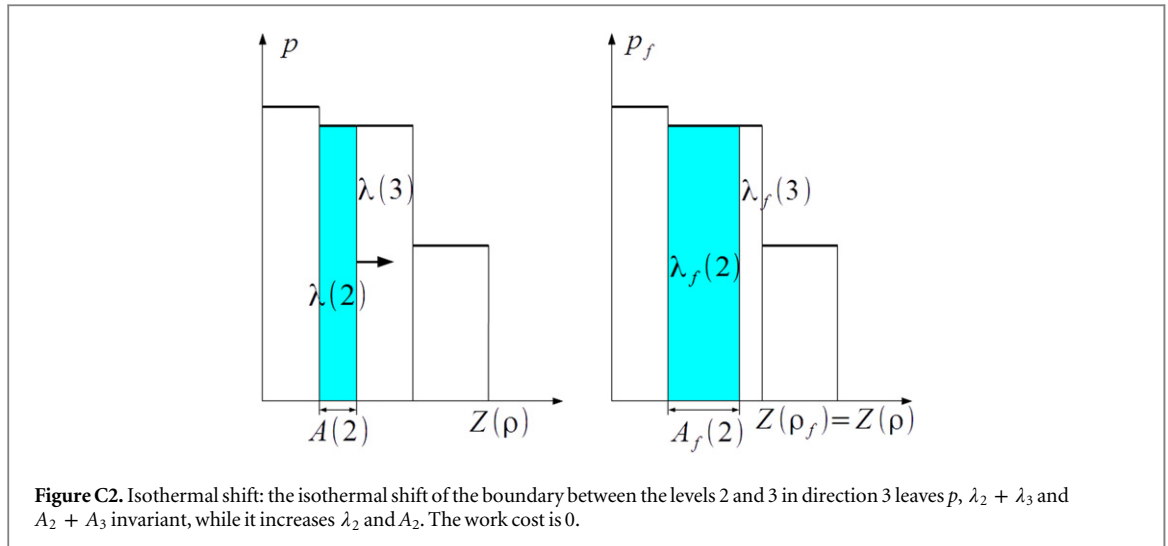 p
λ(3)
λ(2)
A(2)
Z(ρ)
p_f
λ_f(3)
λ_f(2)
A_f(2)
Z(ρ_f)=Z(ρ)
Figure C2. Isothermal shift: the isothermal shift of the boundary between the levels 2 and 3 in direction 3 leaves p, λ₂ + λ₃ and
A₂ + A₃ invariant, while it increases λ₂ and A₂. The work cost is 0.